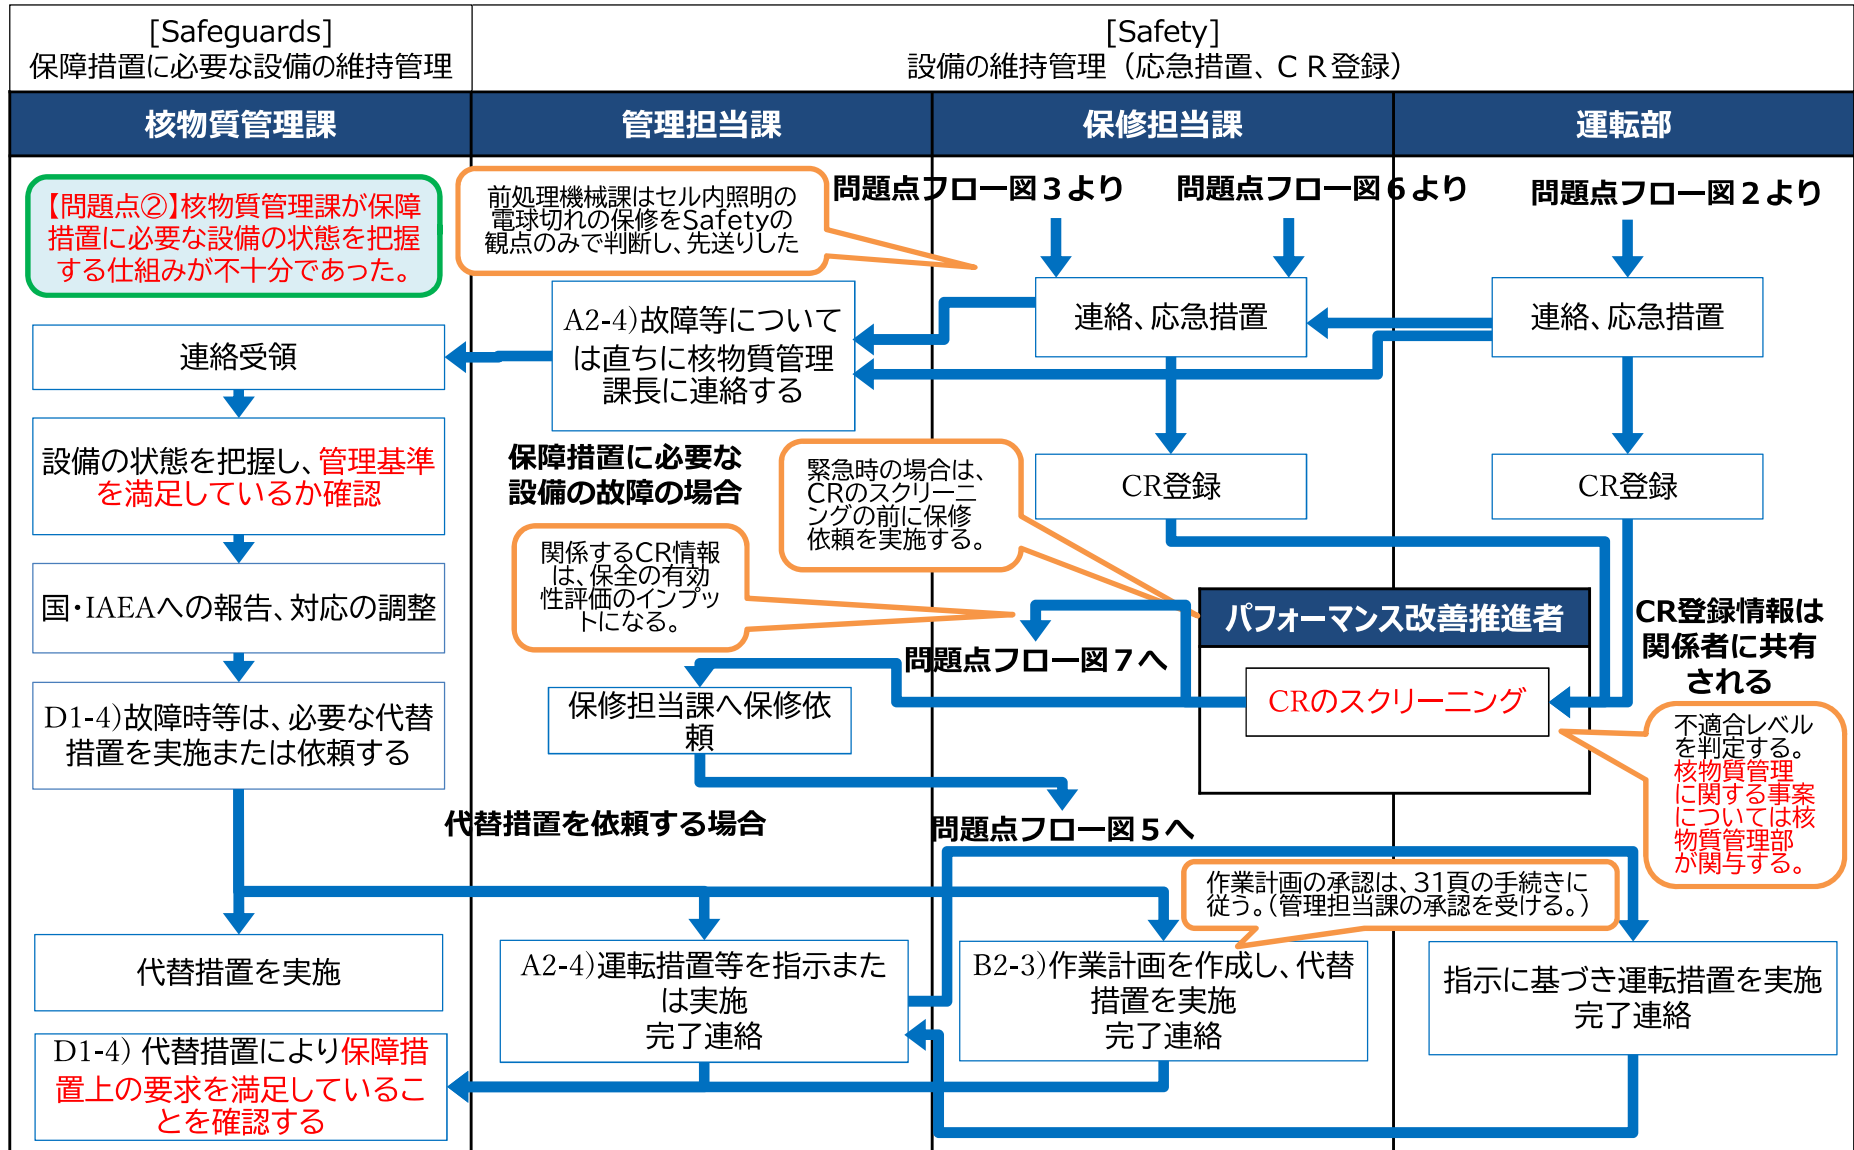 [Safeguards]
保障措置に必要な設備の維持管理
[Safety]
設備の維持管理（応急措置、ＣＲ登録）
核物質管理課
管理担当課
保修担当課
運転部
【問題点②】核物質管理課が保障
措置に必要な設備の状態を把握
する仕組みが不十分であった。
前処理機械課はセル内照明の
電球切れの保修をSafetyの
観点のみで判断し、先送りした
問題点フロー図３より
問題点フロー図６より
問題点フロー図２より
連絡受領
A2-4)故障等について
は直ちに核物質管理
課長に連絡する
連絡、応急措置
連絡、応急措置
設備の状態を把握し、管理基準
を満足しているか確認
保障措置に必要な
設備の故障の場合
緊急時の場合は、
CRのスクリーニ
ングの前に保修
依頼を実施する。
CR登録
CR登録
関係するCR情報
は、保全の有効
性評価のインプッ
トになる。
国・IAEAへの報告、対応の調整
パフォーマンス改善推進者
CR登録情報は
関係者に共有
される
問題点フロー図７へ
CRのスクリーニング
D1-4)故障時等は、必要な代替
措置を実施または依頼する
保修担当課へ保修依
頼
不適合レベル
を判定する。
核物質管理
に関する事案
については核
物質管理部
が関与する。
代替措置を依頼する場合
問題点フロー図５へ
作業計画の承認は、31頁の手続きに
従う。（管理担当課の承認を受ける。）
代替措置を実施
A2-4)運転措置等を指示また
は実施
完了連絡
B2-3)作業計画を作成し、代替
措置を実施
完了連絡
指示に基づき運転措置を実施
完了連絡
D1-4) 代替措置により保障措
置上の要求を満足しているこ
とを確認する